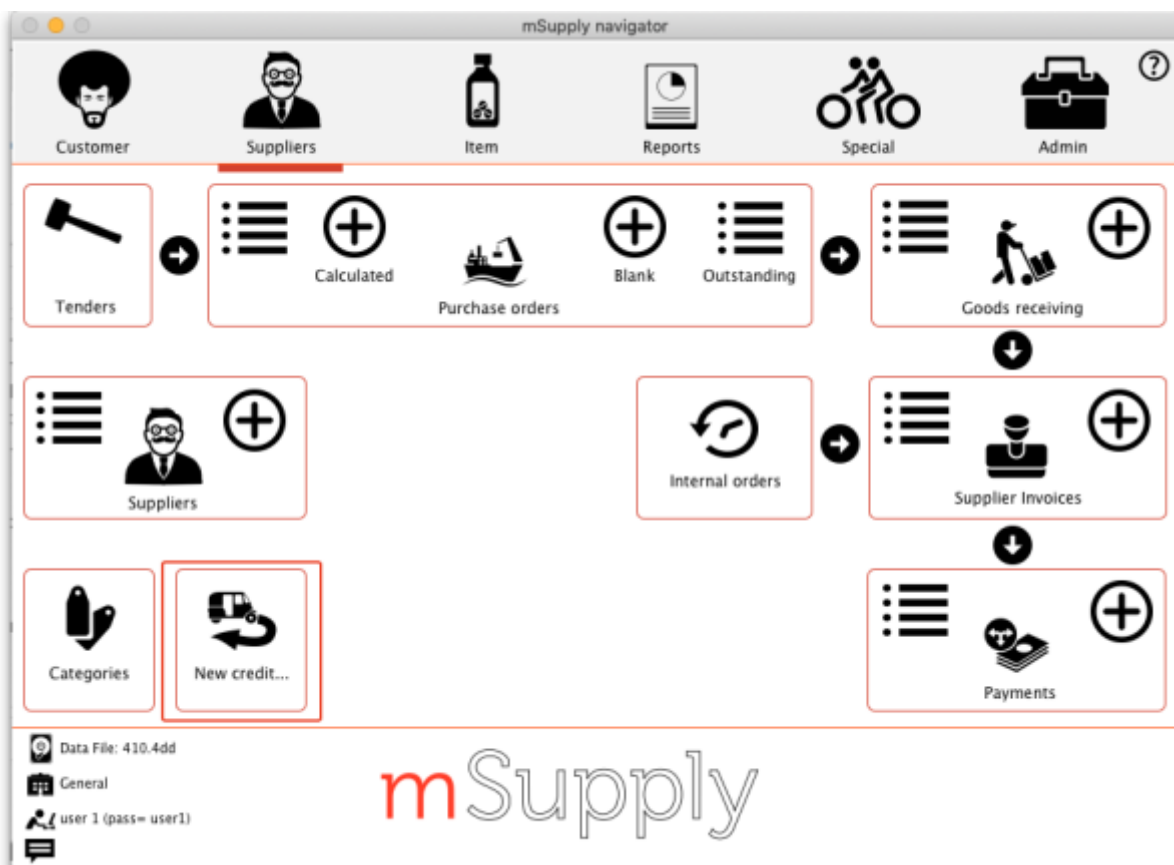 mSupply navigator
?
Customer
Suppliers
Item
Reports
Special
Admin
Tenders
Calculated
Purchase orders
Blank
Outstanding
Goods receiving
Suppliers
Internal orders
Supplier Invoices
Categories
New credit...
Payments
Data File: 410.4dd
General
user 1 (pass= user1)
mSupply